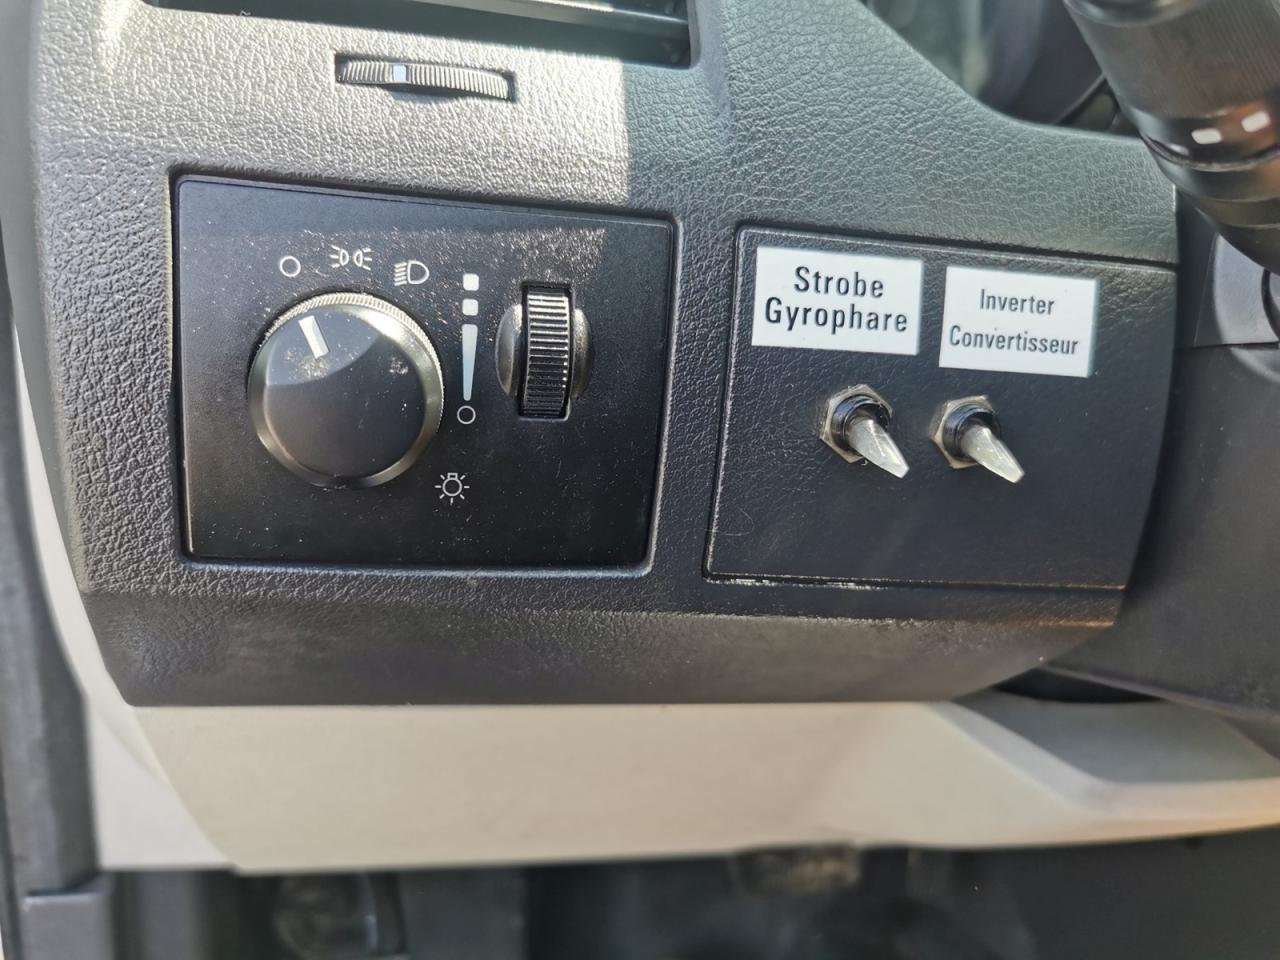 Strobe
Gyrophare
Inverter
Convertisseur